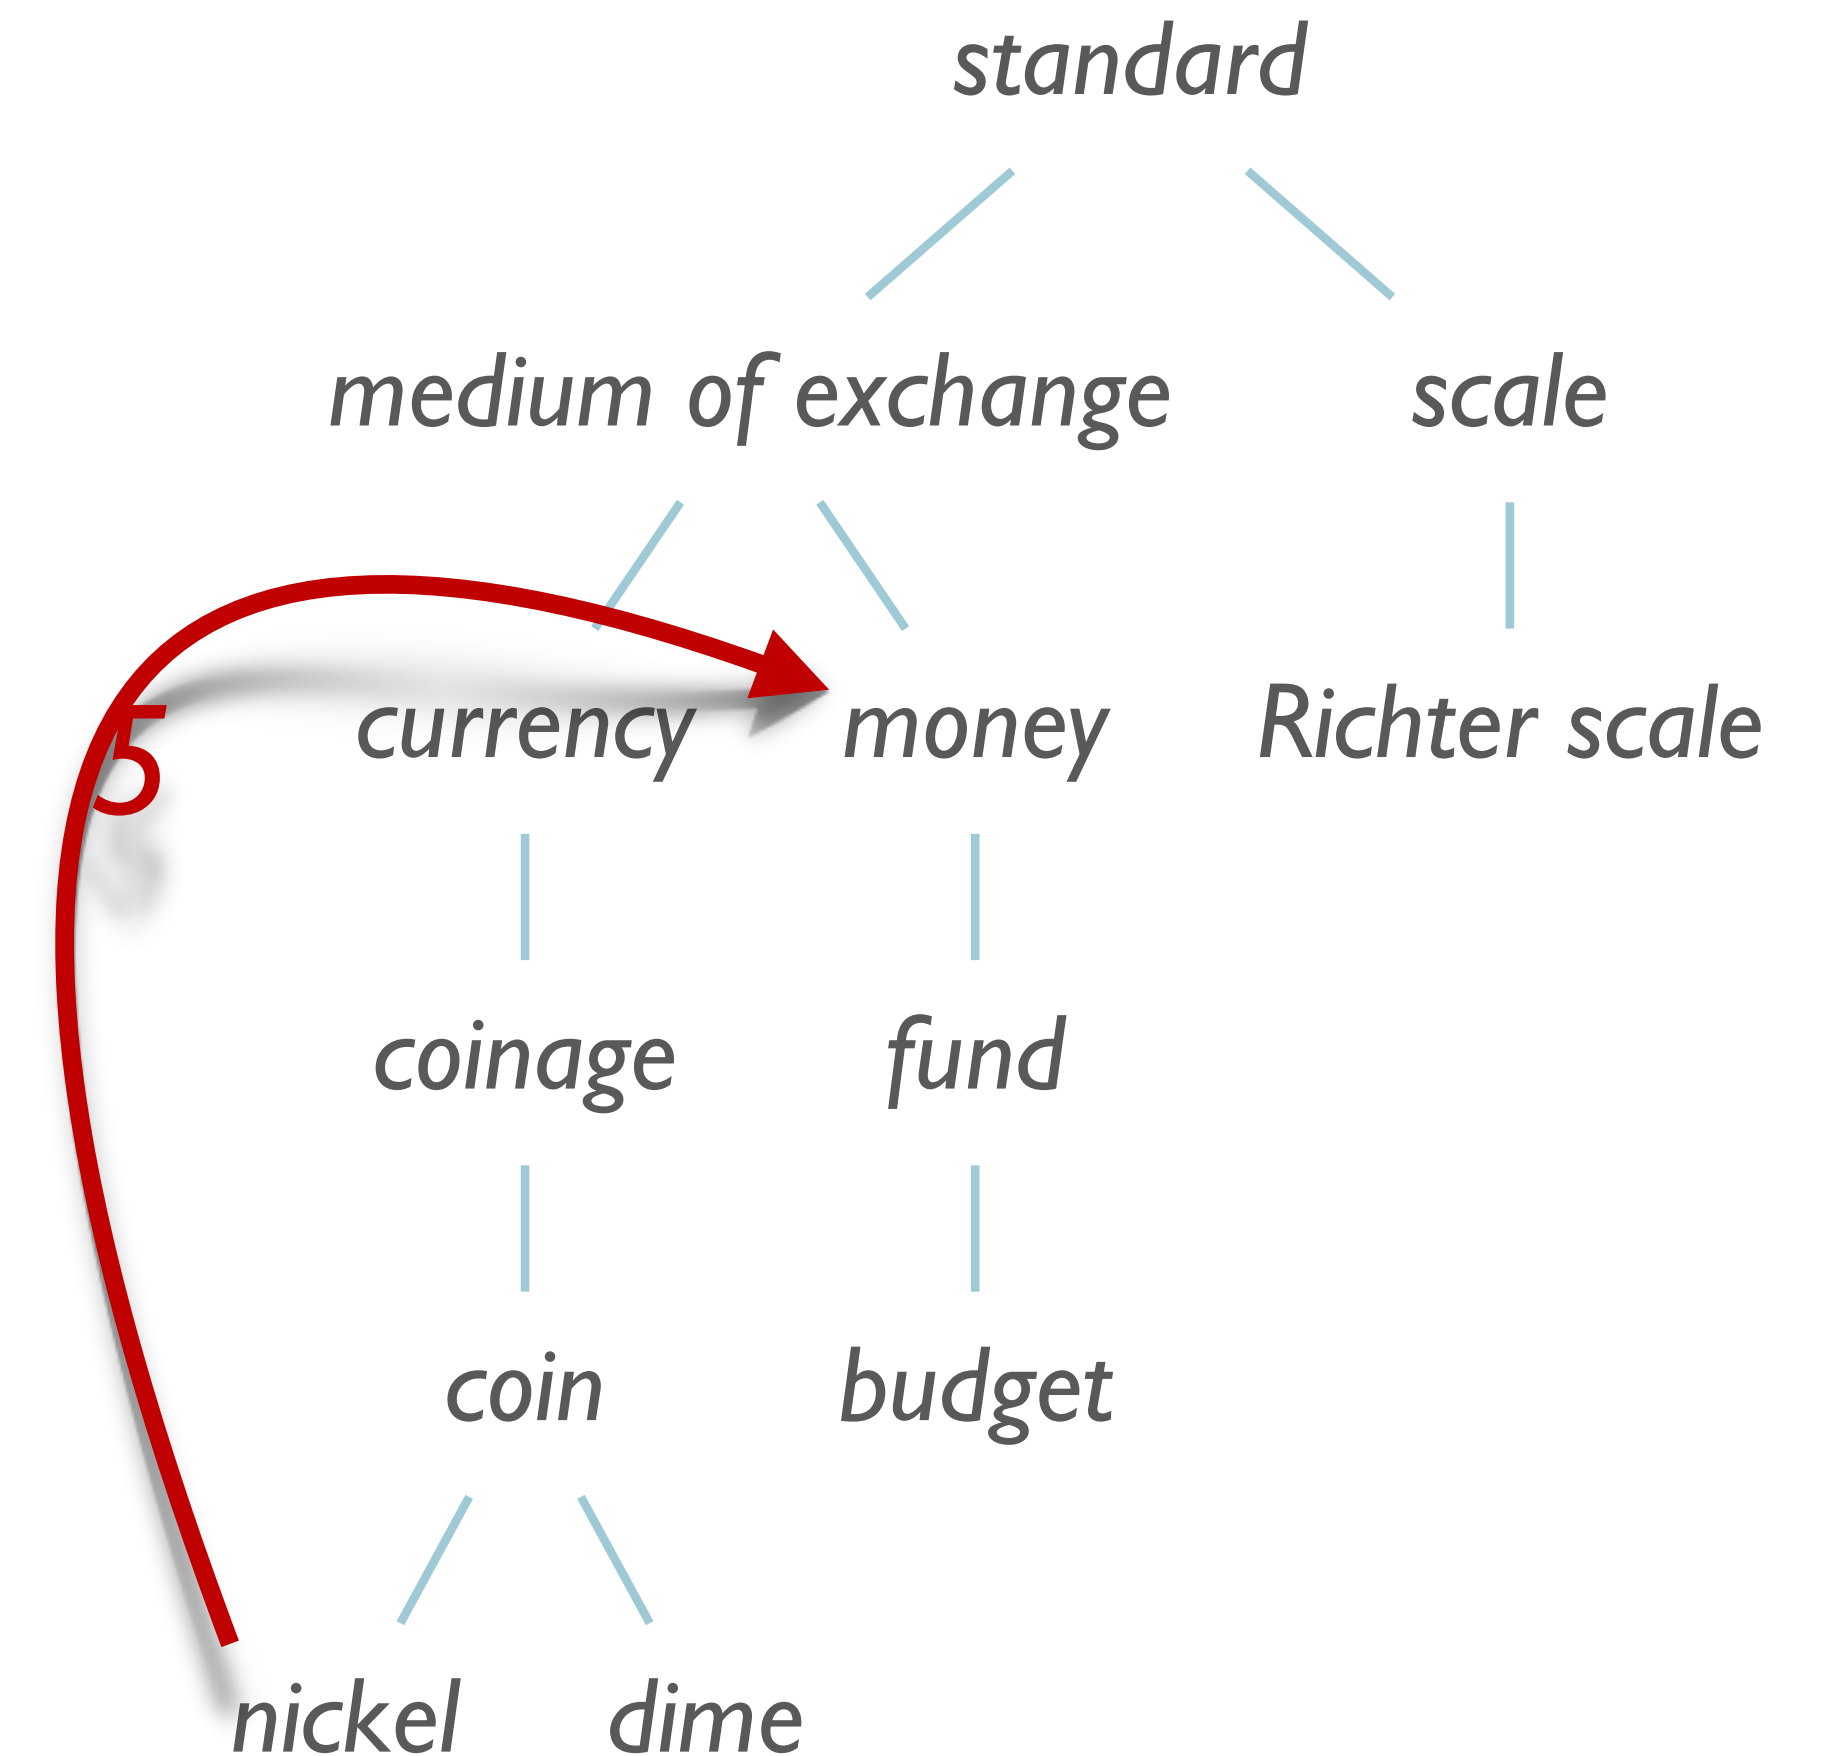 standard
medium of exchange scale
5 currency money Richter scale
coinage fund
coin budget
nickel dime